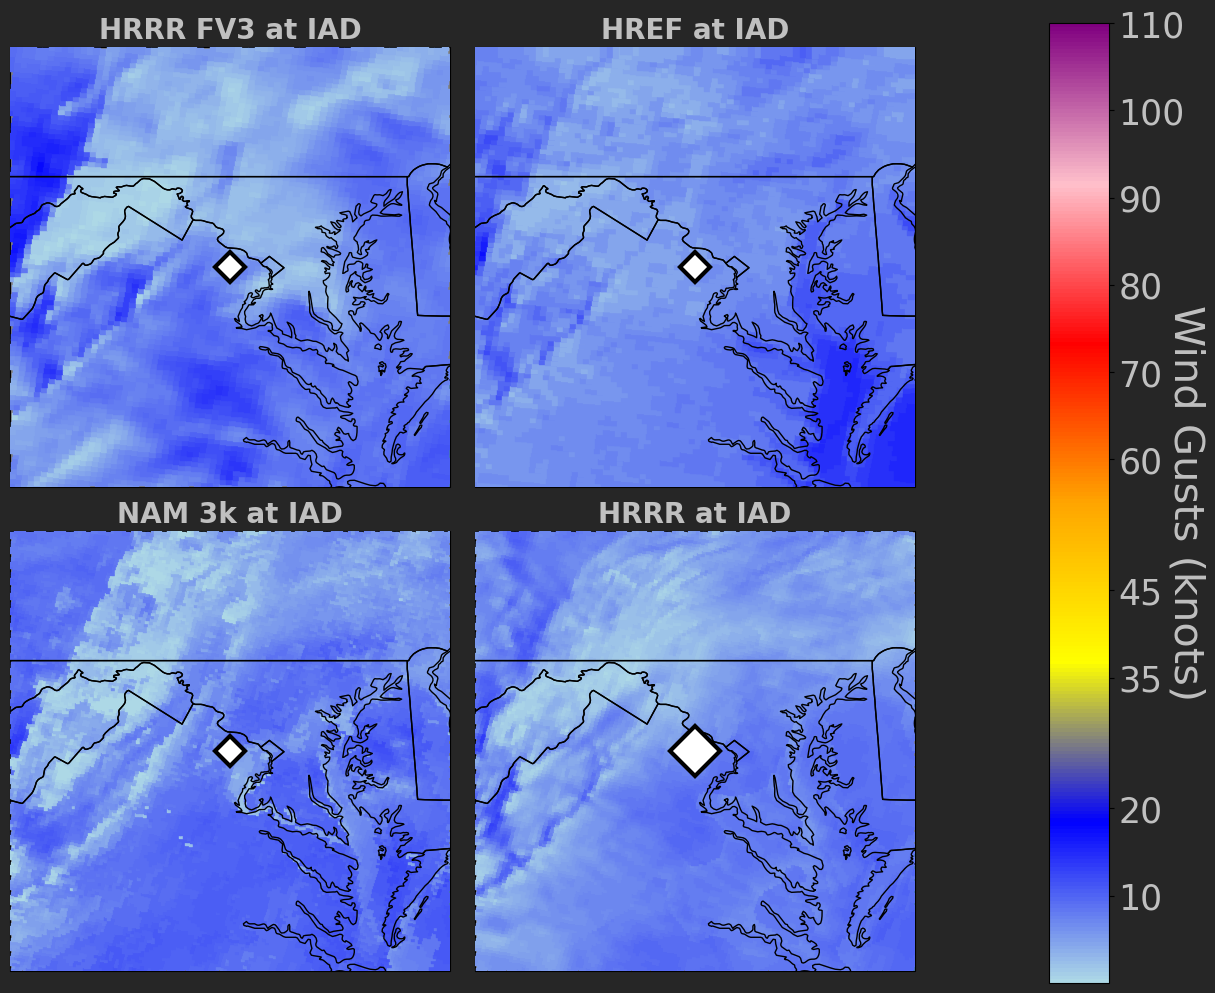 HRRR FV3 at IAD
HREF at IAD
NAM 3k at IAD
HRRR at IAD
110
100
90
80
70
60
45
35
20
10
Wind Gusts (knots)